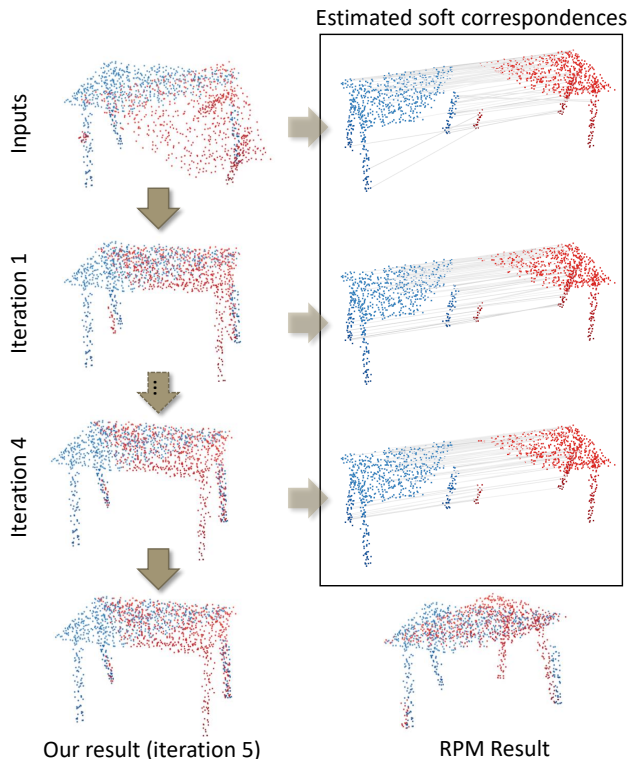 Estimated soft correspondences
Inputs
Iteration 1
...
Iteration 4
Our result (iteration 5)
RPM Result